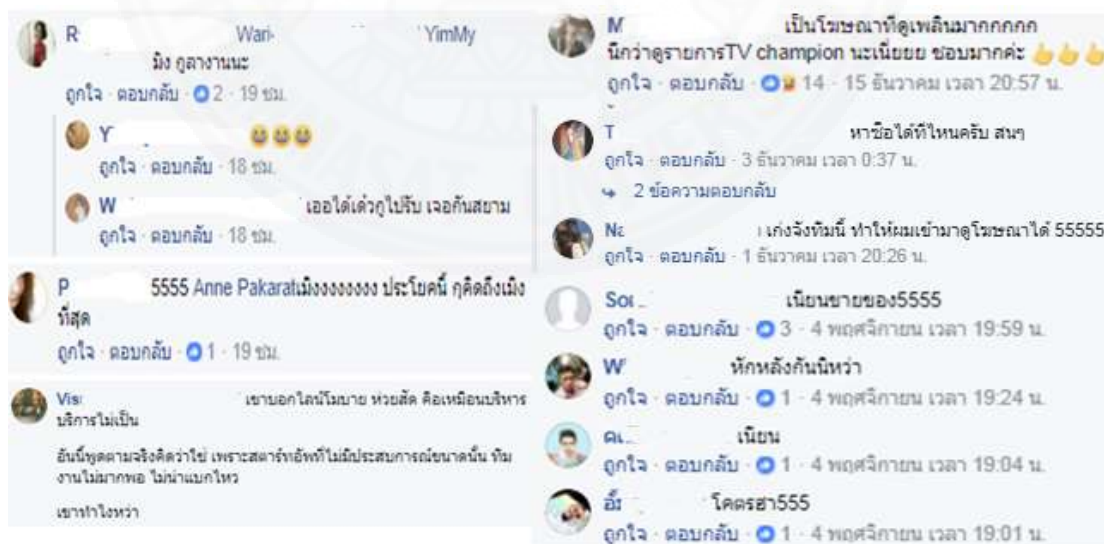 R Wari YimMy
มิง กูลางานนะ
ถูกใจ · ตอบกลับ · 2 · 19 ชม.
Y
ถูกใจ · ตอบกลับ · 18 ชม.
W เออได้เด๋วกูไปรับ เจอกันสยาม
ถูกใจ · ตอบกลับ · 18 ชม.
P 5555 Anne Pakaratเมิงงงงงงงง ประโยคนี้ กุคิดถึงเมิง
ที่สุด
ถูกใจ · ตอบกลับ · 1 · 19 ชม.
Vis เขาบอกไลน์โมบาย ห่วยสัด คือเหมือนบริหาร
บริการไม่เป็น
อันนี้พูดตามจริงคิดว่าใช่ เพราะสตาร์ทอัพที่ไม่มีประสบการณ์ขนาดนั้น ทีม
งานไม่มากพอ ไม่น่าแบกไหว
เขาทำไงหว่า
M เป็นโฆษณาที่ดูเพลินมากกกกก
นึกว่าดูรายการTV champion นะเนี่ยยย ชอบมากค่ะ 👍👍👍
ถูกใจ · ตอบกลับ · 14 · 15 ธันวาคม เวลา 20:57 น.
T หาซื้อได้ที่ไหนครับ สนๆ
ถูกใจ · ตอบกลับ · 3 ธันวาคม เวลา 0:37 น.
2 ข้อความตอบกลับ
Na เก่งจังทีมนี้ ทำให้ผมเข้ามาดูโฆษณาได้ 55555
ถูกใจ · ตอบกลับ · 1 ธันวาคม เวลา 20:26 น.
Sou เนียนขายของ5555
ถูกใจ · ตอบกลับ · 3 · 4 พฤศจิกายน เวลา 19:59 น.
W หักหลังกันนิหว่า
ถูกใจ · ตอบกลับ · 1 · 4 พฤศจิกายน เวลา 19:24 น.
เนียน
ถูกใจ · ตอบกลับ · 1 · 4 พฤศจิกายน เวลา 19:04 น.
อั้ม โคตรฮา555
ถูกใจ · ตอบกลับ · 1 · 4 พฤศจิกายน เวลา 19:01 น.